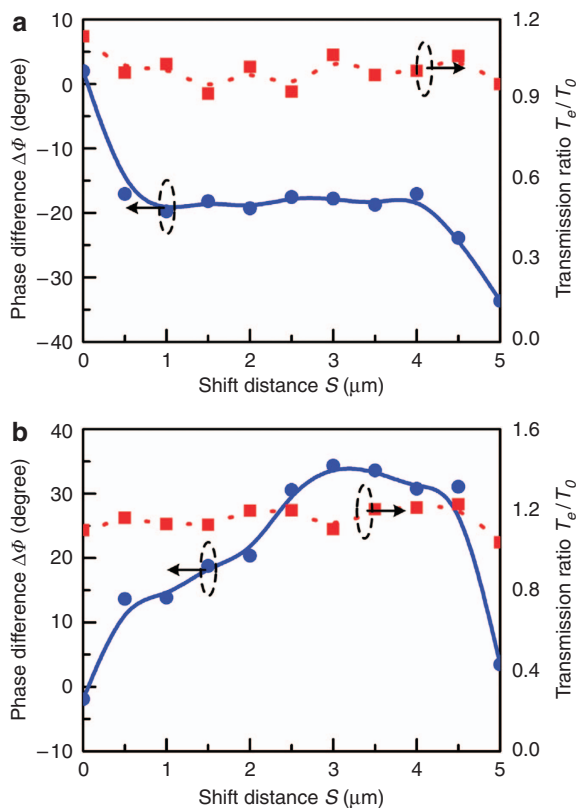 a
10
0
−10
−20
−30
−40
Phase difference ΔΦ (degree)
1.2
0.9
0.6
0.3
0.0
Transmission ratio Te/T0
0 1 2 3 4 5
Shift distance S (μm)
b
40
30
20
10
0
−10
Phase difference ΔΦ (degree)
1.6
1.2
0.8
0.4
0.0
Transmission ratio Te/T0
0 1 2 3 4 5
Shift distance S (μm)